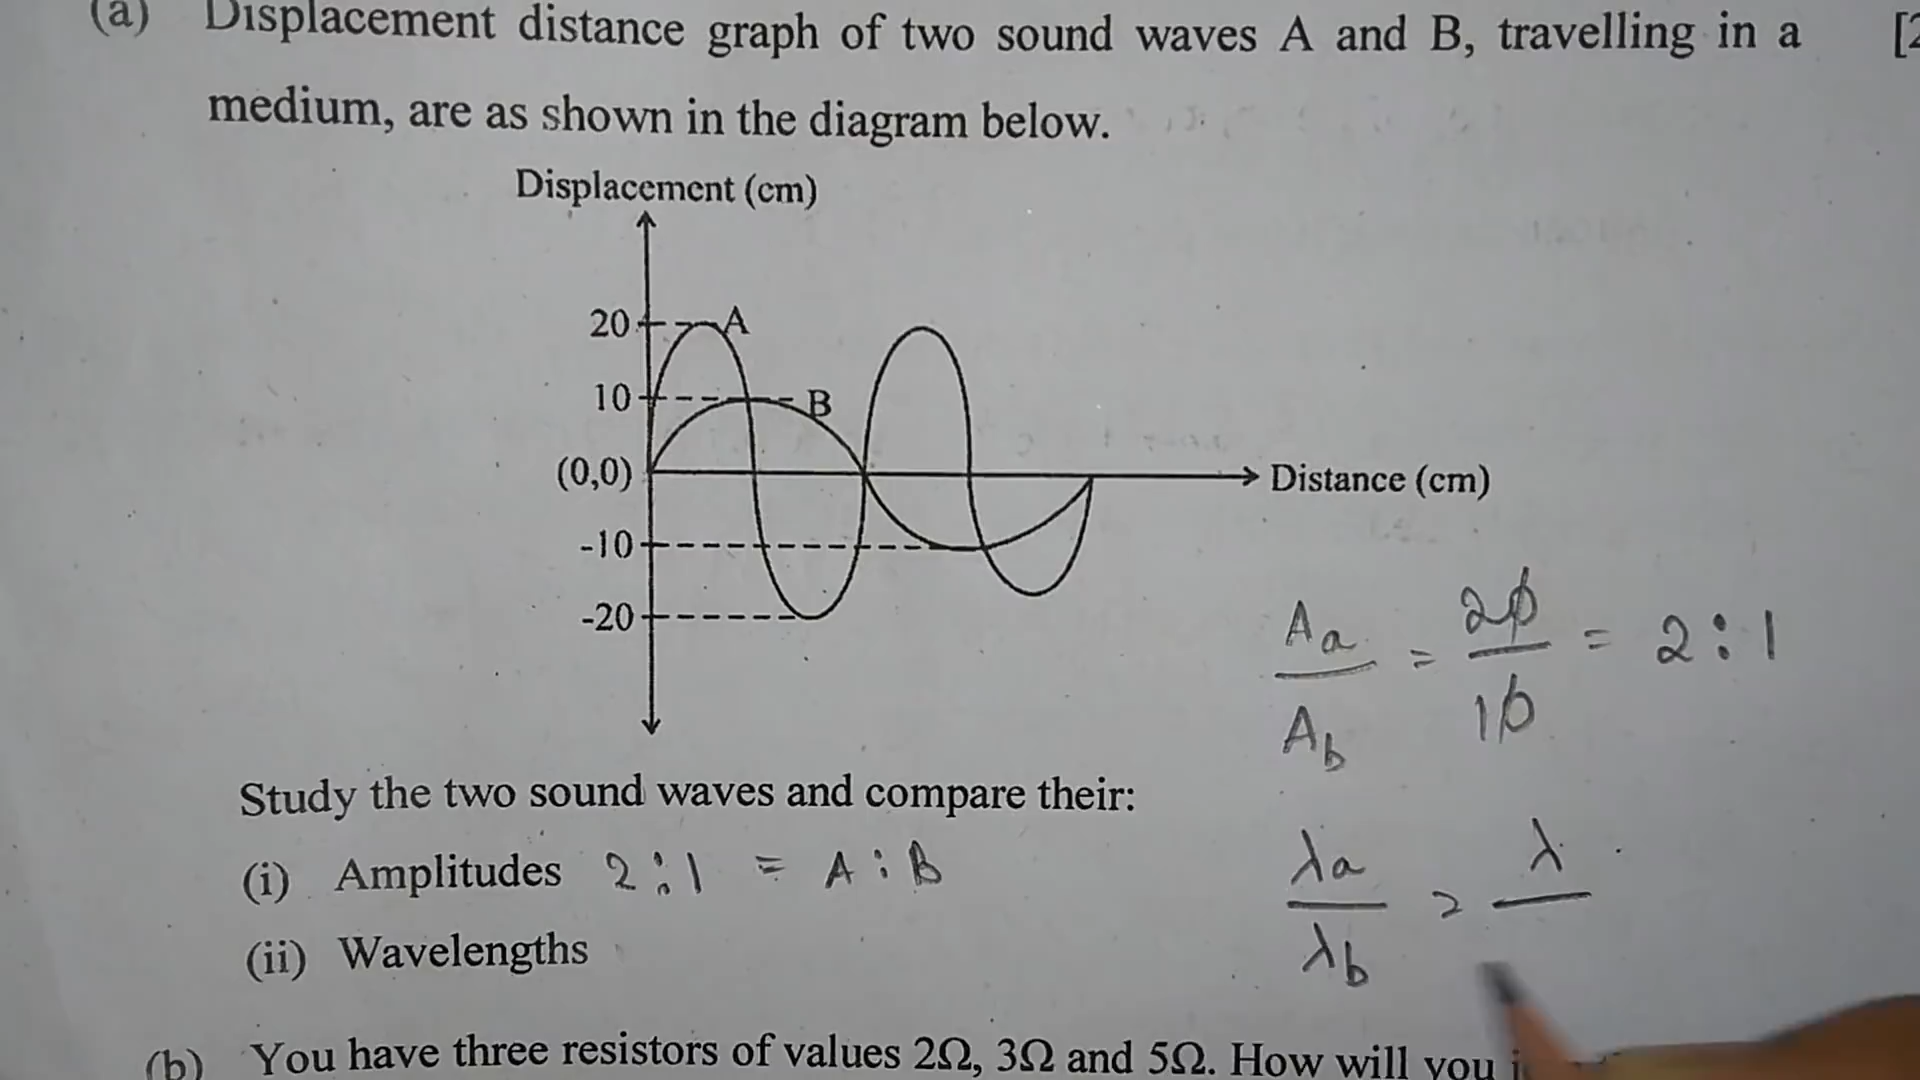 (a) Displacement distance graph of two sound waves A and B, travelling in a [2
medium, are as shown in the diagram below.
Displacement (cm)
20 A
10 B
(0,0) Distance (cm)
-10
-20
Aa/Ab = 20/10 = 2:1
Study the two sound waves and compare their:
(i) Amplitudes 2:1 = A:B
λa/λb = λ/
(ii) Wavelengths
(b) You have three resistors of values 2Ω, 3Ω and 5Ω. How will you